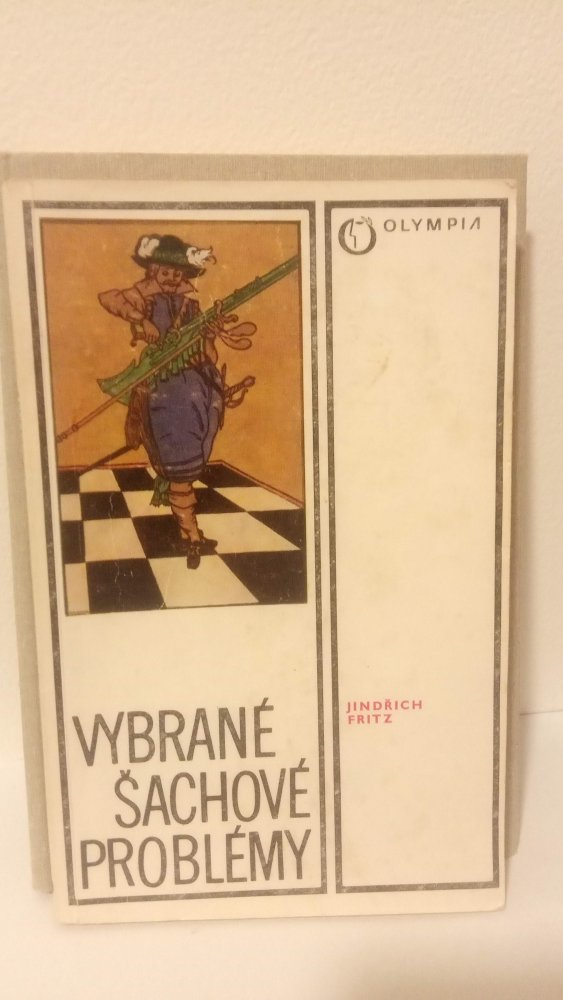 OLYMPIA
JINDŘICH
FRITZ
VYBRANÉ
ŠACHOVÉ
PROBLÉMY